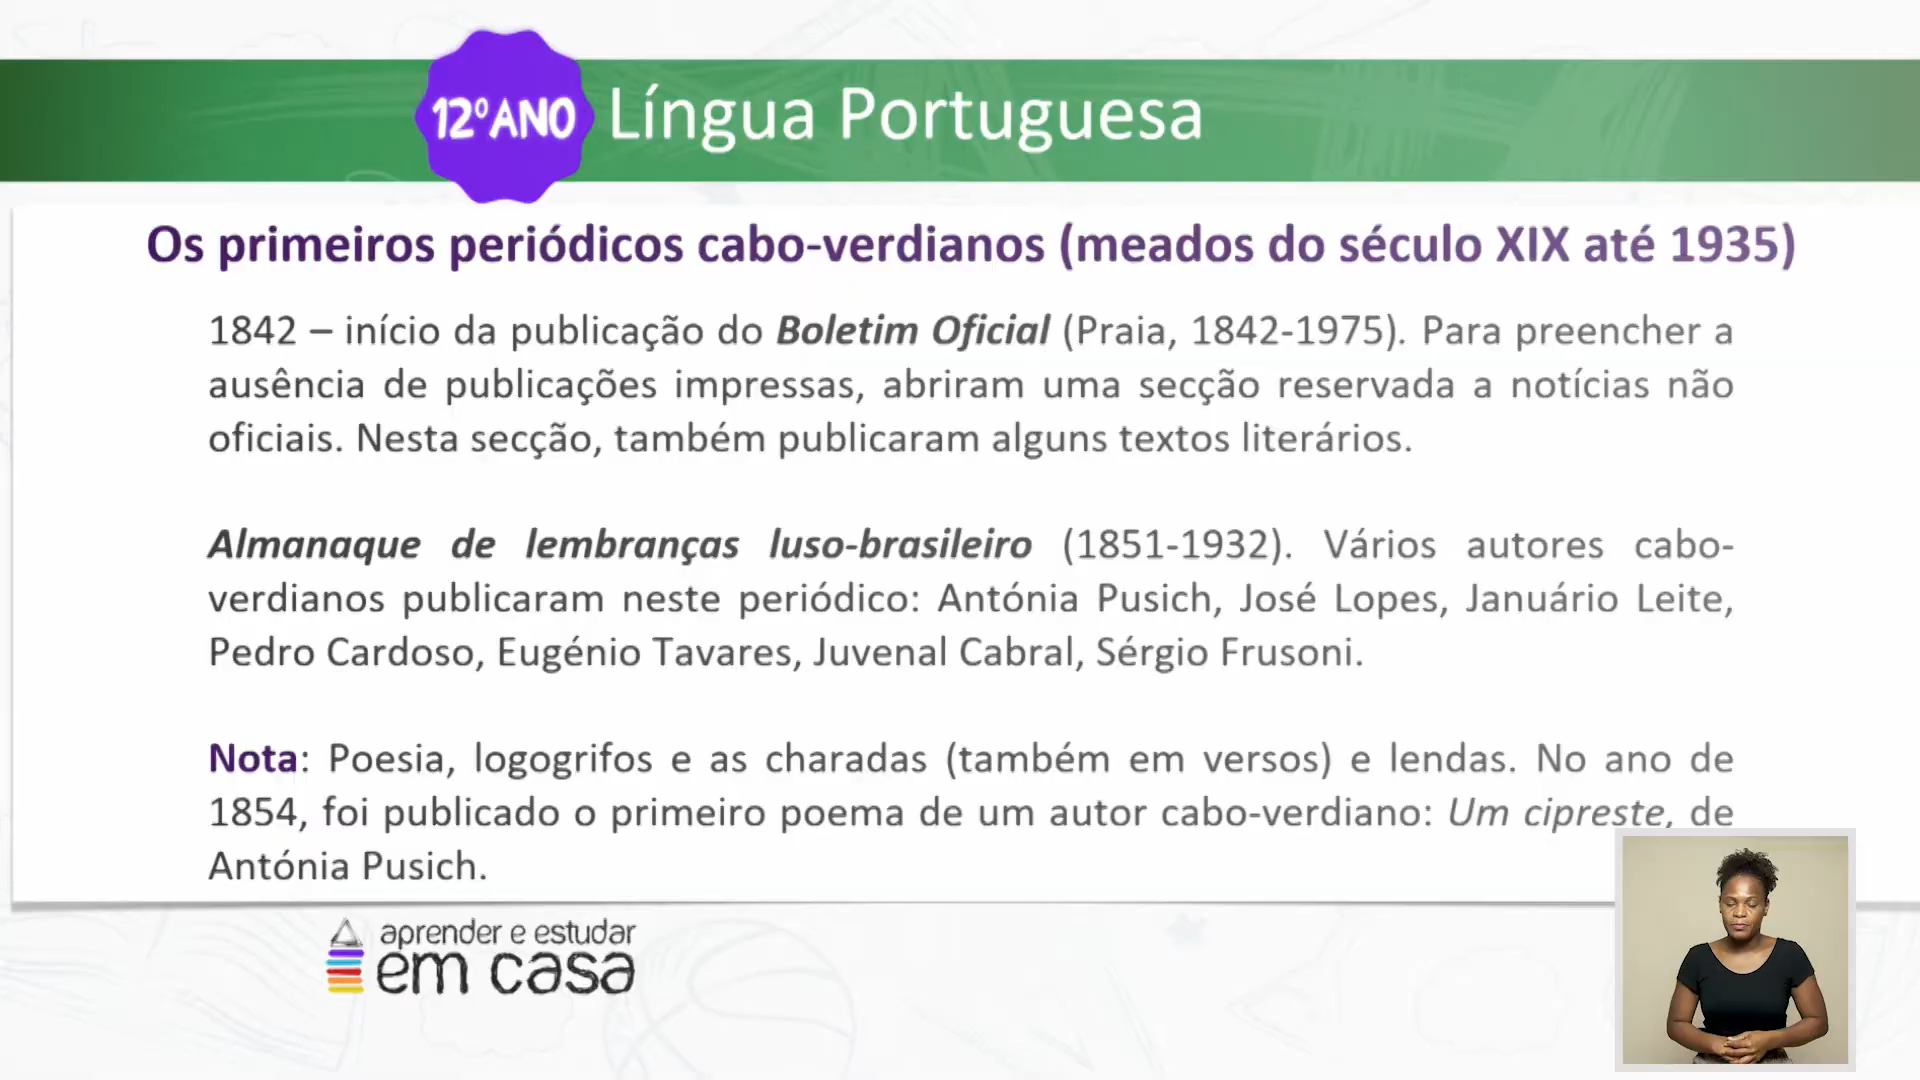 12ºANO Língua Portuguesa
Os primeiros periódicos cabo-verdianos (meados do século XIX até 1935)
1842 – início da publicação do Boletim Oficial (Praia, 1842-1975). Para preencher a
ausência de publicações impressas, abriram uma secção reservada a notícias não
oficiais. Nesta secção, também publicaram alguns textos literários.
Almanaque de lembranças luso-brasileiro (1851-1932). Vários autores cabo-
verdianos publicaram neste periódico: Antónia Pusich, José Lopes, Januário Leite,
Pedro Cardoso, Eugénio Tavares, Juvenal Cabral, Sérgio Frusoni.
Nota: Poesia, logogrifos e as charadas (também em versos) e lendas. No ano de
1854, foi publicado o primeiro poema de um autor cabo-verdiano: Um cipreste, de
Antónia Pusich.
aprender e estudar
em casa